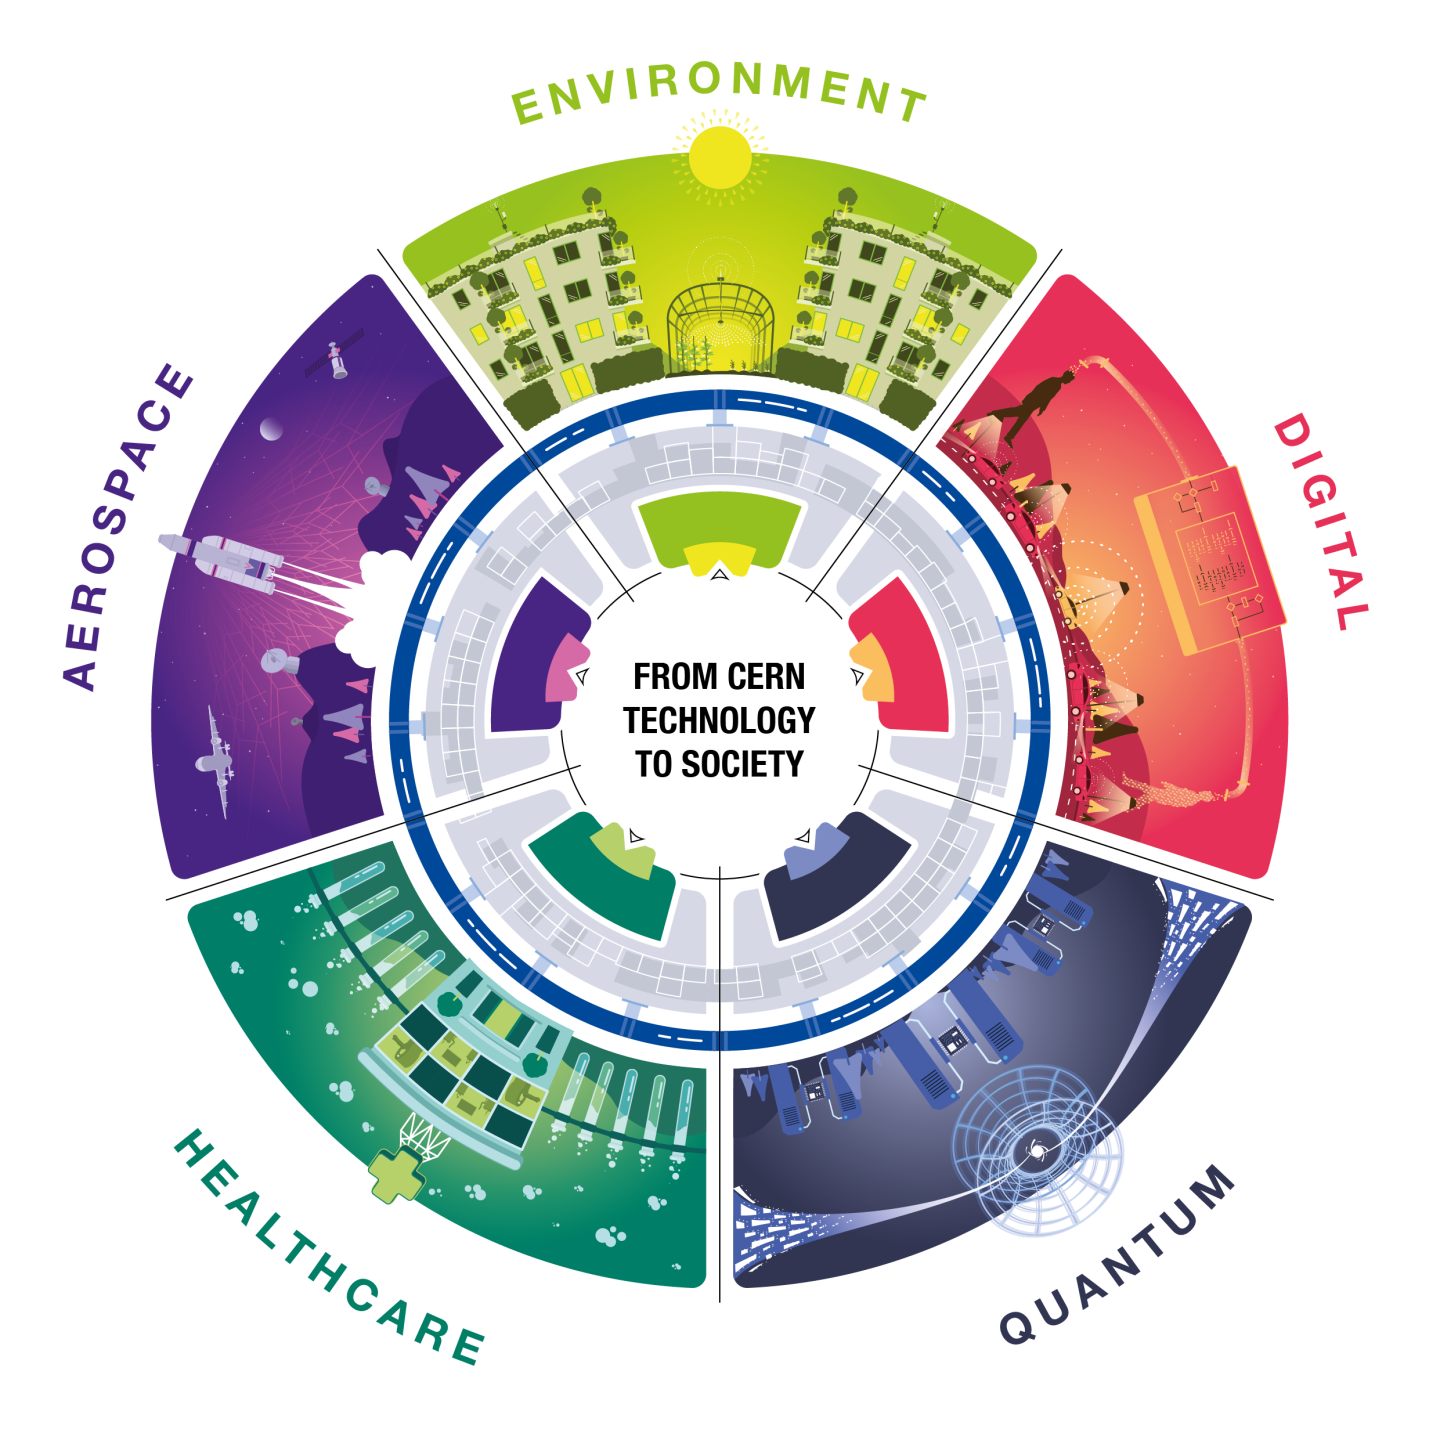 ENVIRONMENT
AEROSPACE
DIGITAL
FROM CERN
TECHNOLOGY
TO SOCIETY
HEALTHCARE
QUANTUM